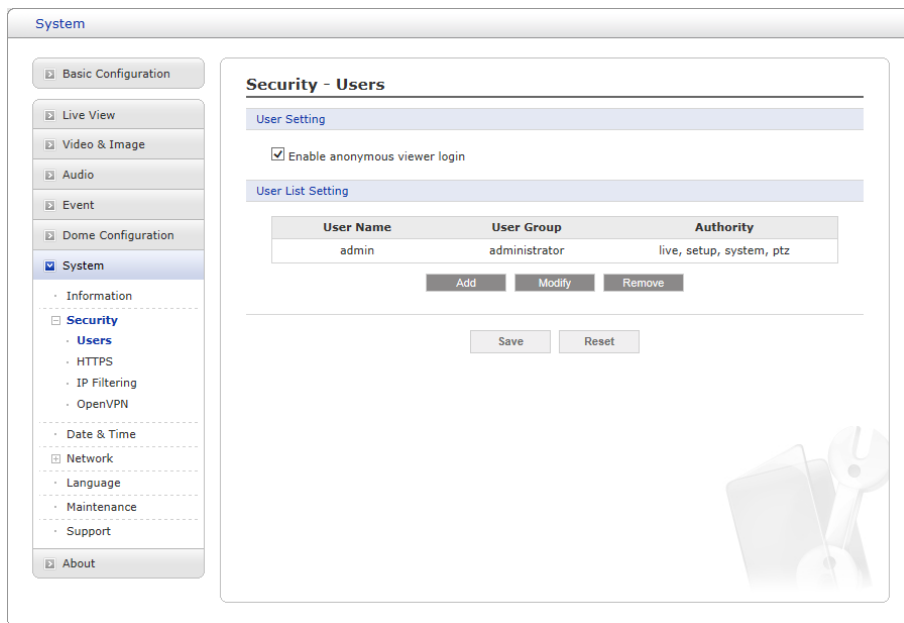 System
Basic Configuration
Live View
Video & Image
Audio
Event
Dome Configuration
System
Information
Security
Users
HTTPS
IP Filtering
OpenVPN
Date & Time
Network
Language
Maintenance
Support
About
Security - Users
User Setting
Enable anonymous viewer login
User List Setting
User Name User Group Authority
admin administrator live, setup, system, ptz
Add Modify Remove
Save Reset